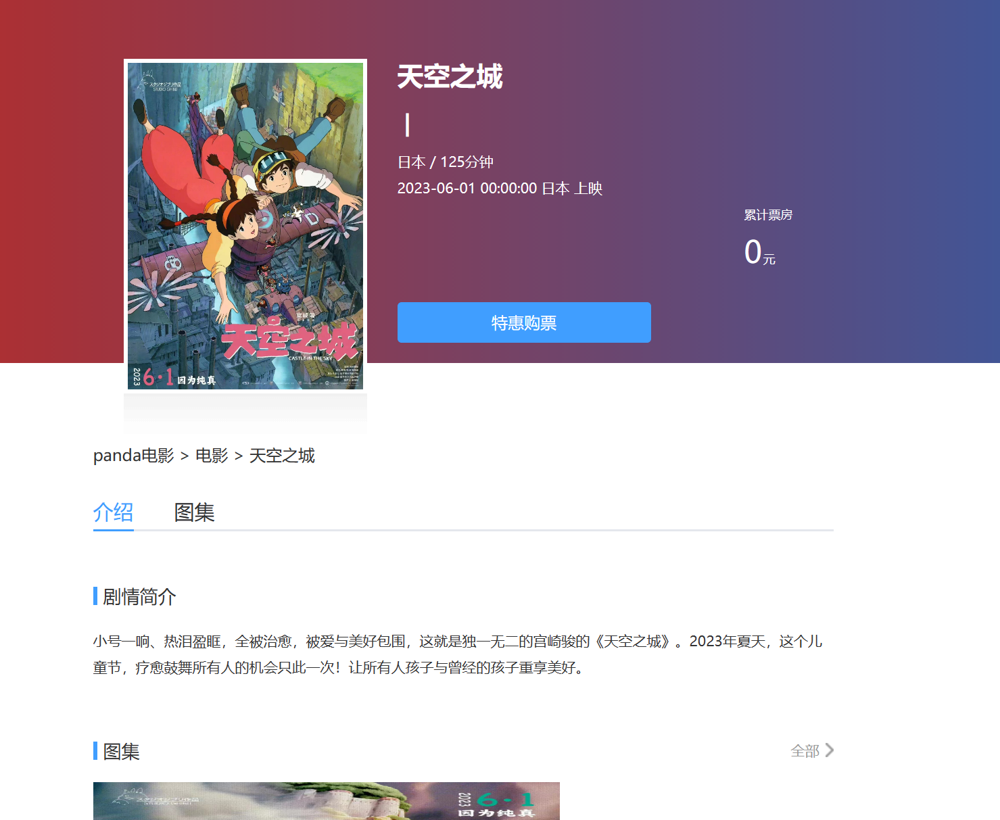 天空之城
|
日本 / 125分钟
2023-06-01 00:00:00 日本 上映
累计票房
0元
特惠购票
スタジオジブリ作品
STUDIO GHIBLI
宫崎骏
天空之城
CASTLE IN THE SKY
2023 6·1 因为纯真
panda电影 > 电影 > 天空之城
介绍 图集
剧情简介
小号一响、热泪盈眶，全被治愈，被爱与美好包围，这就是独一无二的宫崎骏的《天空之城》。2023年夏天，这个儿
童节，疗愈鼓舞所有人的机会只此一次！让所有人孩子与曾经的孩子重享美好。
图集 全部
スタジオジブリ作品
STUDIO GHIBLI
2023 6·1
因为纯真